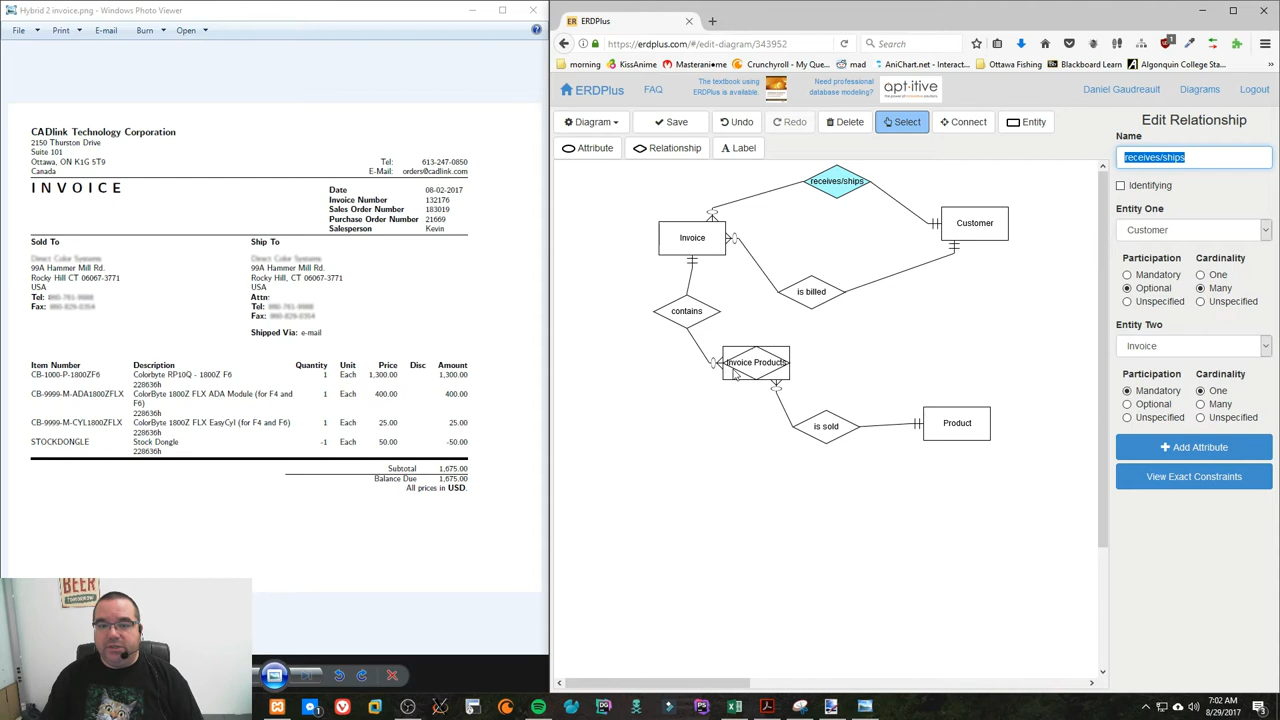 Hybrid 2 invoice.png - Windows Photo Viewer
File Print E-mail Burn Open
CADlink Technology Corporation
2150 Thurston Drive
Suite 101
Ottawa, ON K1G 5T9
Canada
Tel: 613-247-0850
E-Mail: orders@cadlink.com
INVOICE
Date 08-02-2017
Invoice Number 132176
Sales Order Number 183019
Purchase Order Number 21669
Salesperson Kevin
Sold To
Ship To
99A Hammer Mill Rd.
Rocky Hill, CT 06067-3771
USA
Tel:
Fax:
99A Hammer Mill Rd.
Rocky Hill CT 06067-3771
USA
Attn:
Tel:
Fax:
Shipped Via: e-mail
Item Number Description Quantity Unit Price Disc Amount
CB-1000-P-1800ZF6 Colorbyte RP10Q - 1800Z F6 1 Each 1,300.00 1,300.00
228636h
CB-9999-M-ADA1800ZFLX ColorByte 1800Z FLX ADA Module (for F4 and 1 Each 400.00 400.00
F6)
228636h
CB-9999-M-CYL1800ZFLX ColorByte 1800Z FLX EasyCyl (for F4 and F6) 1 Each 25.00 25.00
228636h
STOCKDONGLE Stock Dongle -1 Each 50.00 -50.00
228636h
Subtotal 1,675.00
Balance Due 1,675.00
All prices in USD.
BEER
ERDPlus
https://erdplus.com/#/edit-diagram/343952
Search
1
morning KissAnime Masterani•me Crunchyroll - My Que... mad AniChart.net - Interact... Ottawa Fishing Blackboard Learn Algonquin College Sta...
ERDPlus FAQ
The textbook using
ERDPlus is available.
Need professional
database modeling?
apt·itive
Daniel Gaudreault Diagrams Logout
Diagram Save Undo Redo Delete Select Connect Entity
Attribute Relationship Label
receives/ships
Invoice
Customer
is billed
contains
Invoice Products
is sold
Product
Edit Relationship
Name
receives/ships
Identifying
Entity One
Customer
Participation Cardinality
Mandatory One
Optional Many
Unspecified Unspecified
Entity Two
Invoice
Participation Cardinality
Mandatory One
Optional Many
Unspecified Unspecified
Add Attribute
View Exact Constraints
7:02 AM
8/29/2017